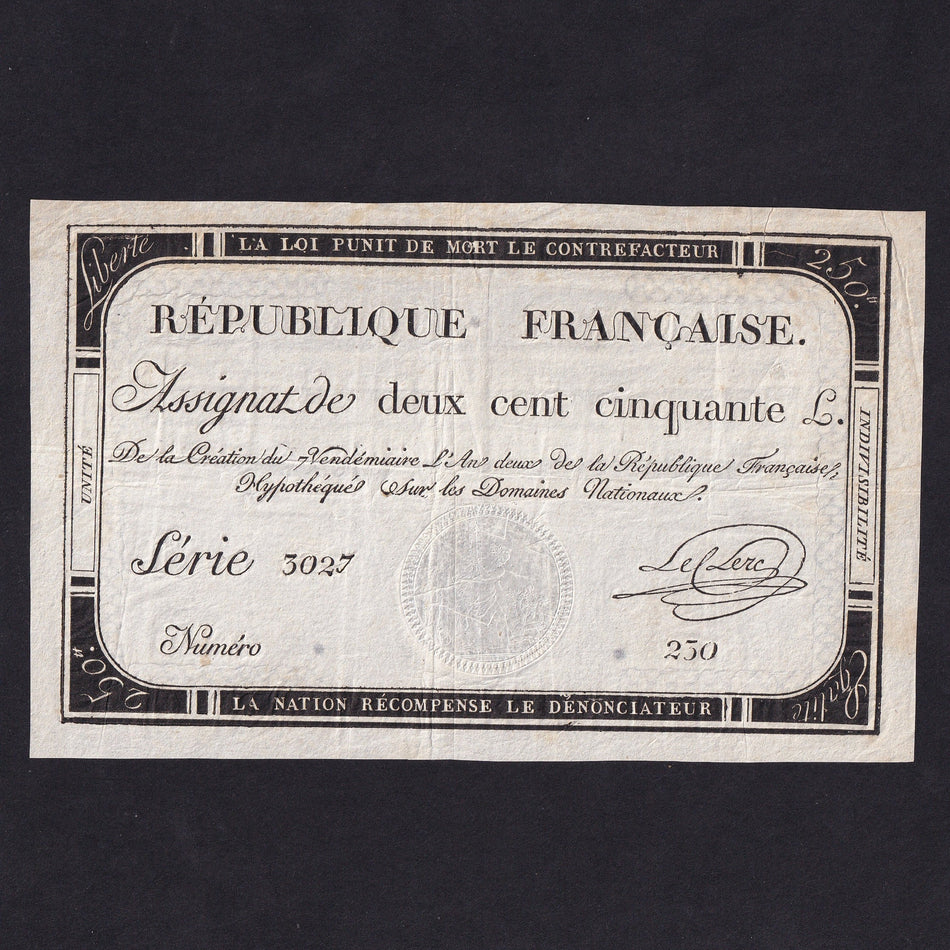 Liberté
LA LOI PUNIT DE MORT LE CONTREFACTEUR
250.tt
RÉPUBLIQUE FRANÇAISE.
Assignat de deux cent cinquante L.
De la Création du 7 Vendémiaire L'An deux de la République Française,
Hypothéqué Sur les Domaines Nationaux.
UNITÉ
INDIVISIBILITÉ
Série 3027
Le Clerc
Numéro 230
250.tt
LA NATION RÉCOMPENSE LE DÉNONCIATEUR
Egalité